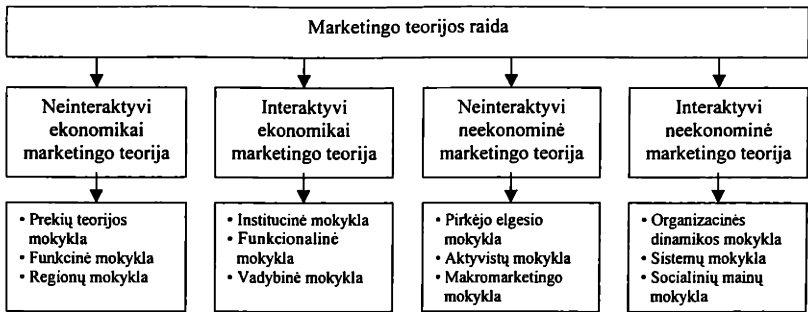 Marketingo teorijos raida
Neinteraktyvi
ekonomikai
marketingo teorija
Interaktyvi
ekonomikai
marketingo teorija
Neinteraktyvi
neekonominė
marketingo teorija
Interaktyvi
neekonominė
marketingo teorija
• Prekių teorijos
mokykla
• Funkcinė mokykla
• Regionų mokykla
• Institucinė mokykla
• Funkcionalinė
mokykla
• Vadybinė mokykla
• Pirkėjo elgesio
mokykla
• Aktyvistų mokykla
• Makromarketingo
mokykla
• Organizacinės
dinamikos mokykla
• Sistemų mokykla
• Socialinių mainų
mokykla